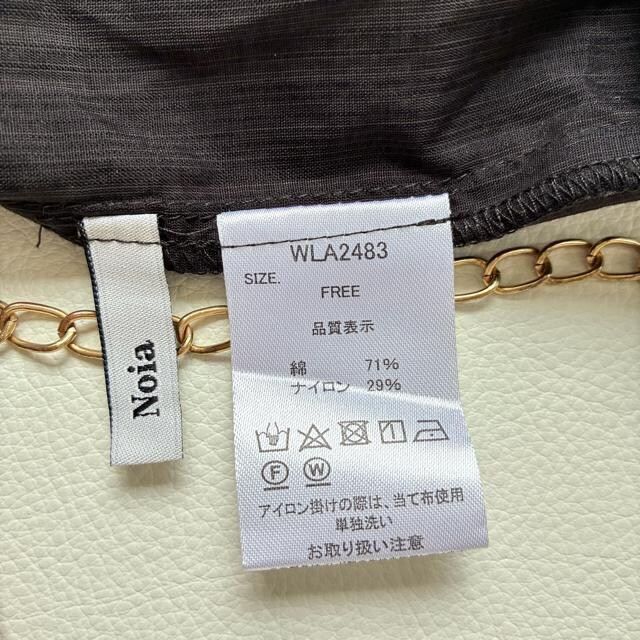 Noia
WLA2483
SIZE. FREE
品質表示
綿 71%
ナイロン 29%
F W
アイロン掛けの際は、当て布使用
単独洗い
お取り扱い注意